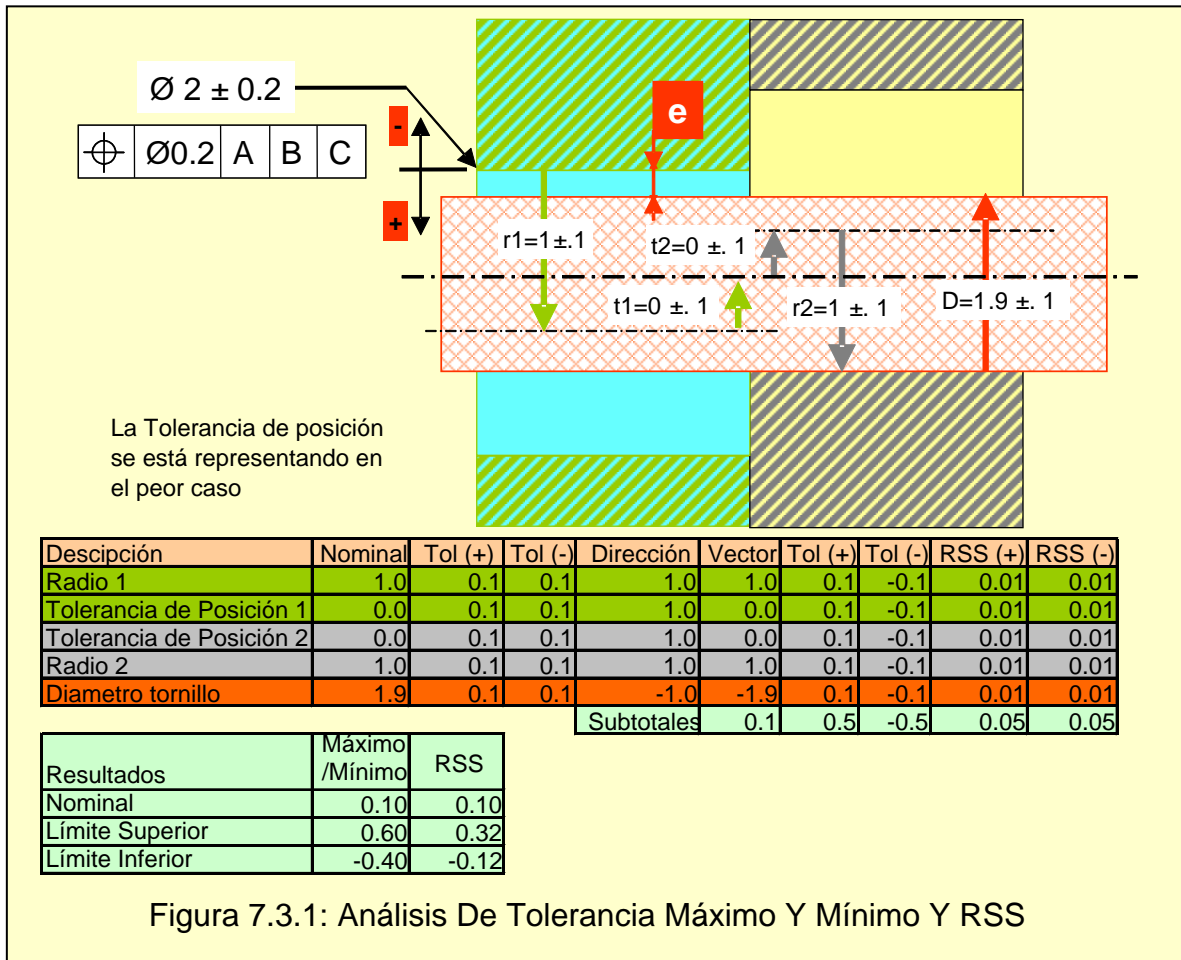 Ø 2 ± 0.2
Ø0.2 A B C
-
+
e
r1=1±.1
t2=0 ±. 1
t1=0 ±. 1
r2=1 ±. 1
D=1.9 ±. 1
La Tolerancia de posición
se está representando en
el peor caso
Descipción Nominal Tol (+) Tol (-) Dirección Vector Tol (+) Tol (-) RSS (+) RSS (-)
Radio 1 1.0 0.1 0.1 1.0 1.0 0.1 -0.1 0.01 0.01
Tolerancia de Posición 1 0.0 0.1 0.1 1.0 0.0 0.1 -0.1 0.01 0.01
Tolerancia de Posición 2 0.0 0.1 0.1 1.0 0.0 0.1 -0.1 0.01 0.01
Radio 2 1.0 0.1 0.1 1.0 1.0 0.1 -0.1 0.01 0.01
Diametro tornillo 1.9 0.1 0.1 -1.0 -1.9 0.1 -0.1 0.01 0.01
Subtotales 0.1 0.5 -0.5 0.05 0.05
Resultados Máximo /Mínimo RSS
Nominal 0.10 0.10
Límite Superior 0.60 0.32
Límite Inferior -0.40 -0.12
Figura 7.3.1: Análisis De Tolerancia Máximo Y Mínimo Y RSS